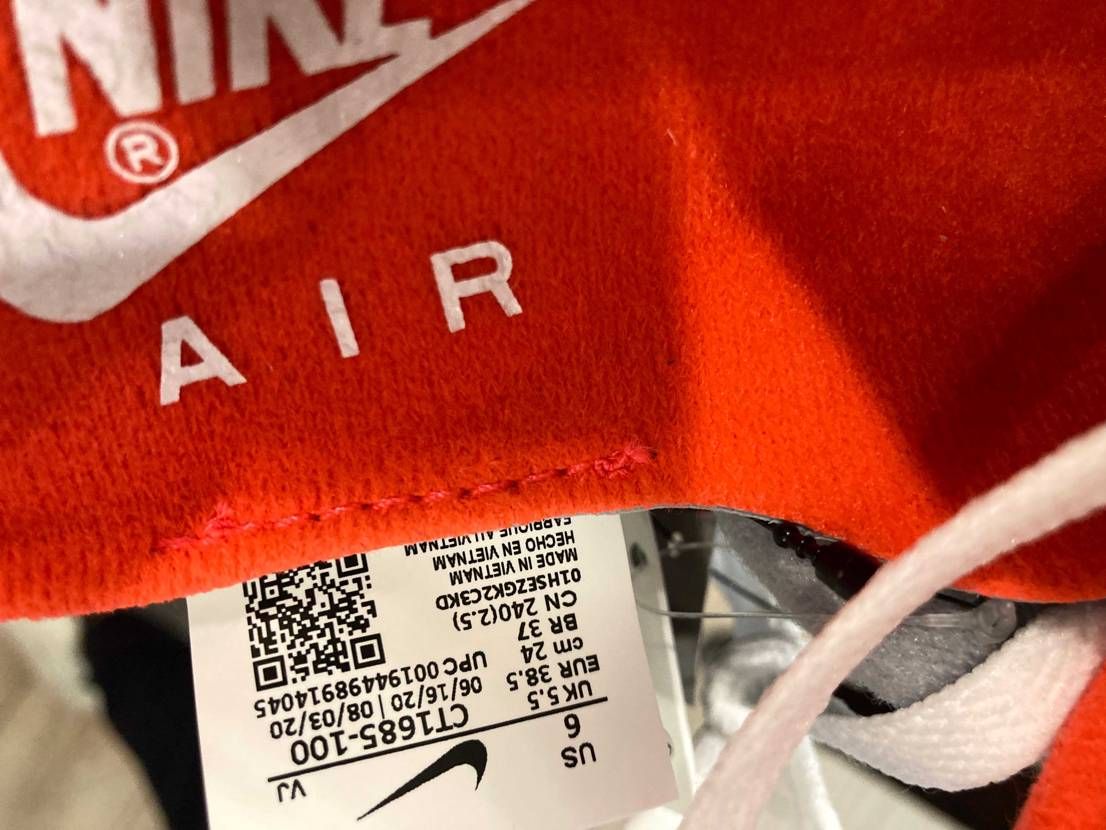 NIKE
®
AIR
US VJ
6
CT1685-100
UK 5.5
06/16/20 | 08/03/20
EUR 38.5
UPC 00194498914045
cm 24
BR 37
CN 240(2.5)
01HSEZGK2C3KD
MADE IN VIETNAM
HECHO EN VIETNAM
FABRIQUE AU VIETNAM